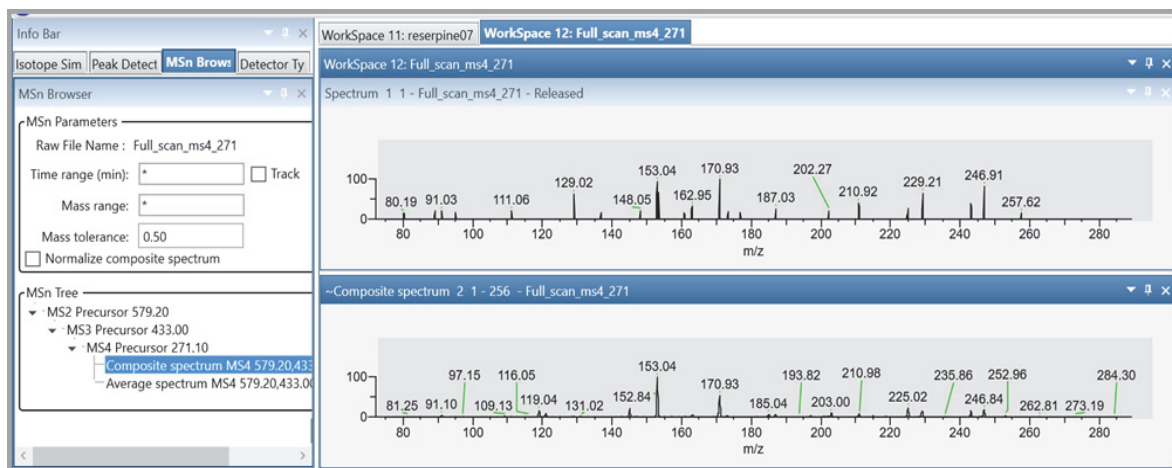 Info Bar
Isotope Sim Peak Detect MSn Brows Detector Ty
MSn Browser
MSn Parameters
Raw File Name : Full_scan_ms4_271
Time range (min): * Track
Mass range: *
Mass tolerance: 0.50
Normalize composite spectrum
MSn Tree
MS2 Precursor 579.20
MS3 Precursor 433.00
MS4 Precursor 271.10
Composite spectrum MS4 579.20,433
Average spectrum MS4 579.20,433.00
WorkSpace 11: reserpine07 WorkSpace 12: Full_scan_ms4_271
WorkSpace 12: Full_scan_ms4_271
Spectrum 1 1 - Full_scan_ms4_271 - Released
153.04 170.93 202.27 246.91
100 129.02 229.21
80.19 91.03 111.06 148.05 162.95 187.03 210.92 257.62
0
80 100 120 140 160 180 200 220 240 260 280
m/z
~Composite spectrum 2 1 - 256 - Full_scan_ms4_271
153.04
100 97.15 116.05 170.93 193.82 210.98 235.86 252.96 284.30
81.25 91.10 109.13 119.04 131.02 152.84 185.04 203.00 225.02 246.84 262.81 273.19
0
80 100 120 140 160 180 200 220 240 260 280
m/z